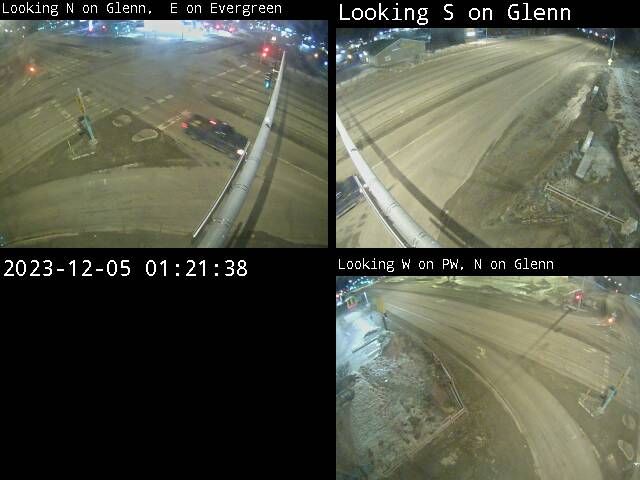 Looking N on Glenn,  E on Evergreen
Looking S on Glenn
2023-12-05 01:21:38
Looking W on PW, N on Glenn